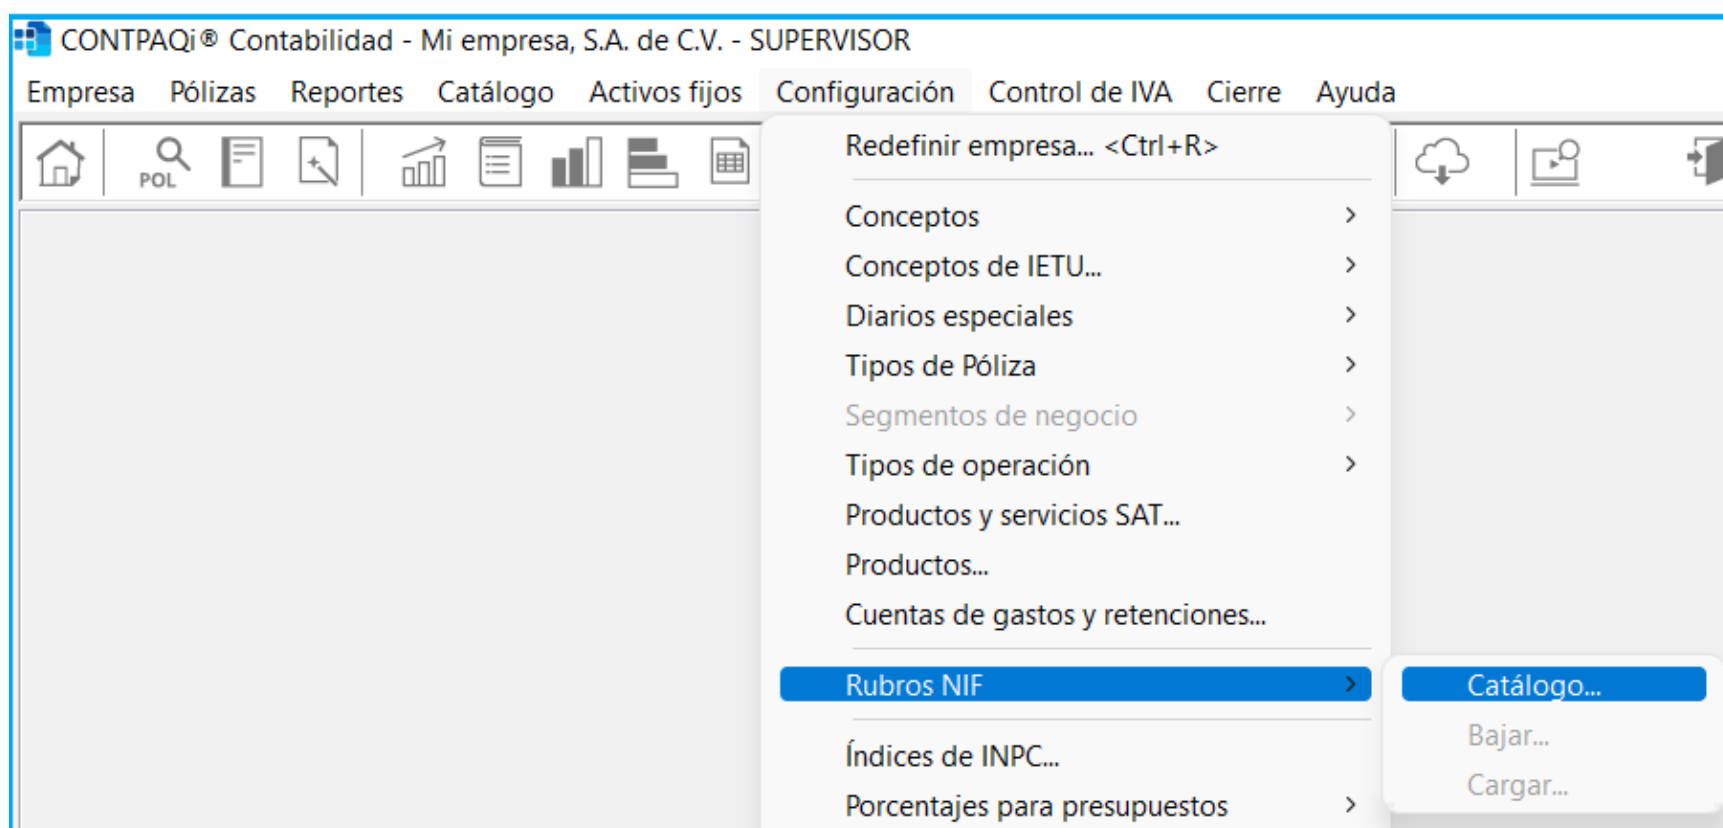 CONTPAQi® Contabilidad - Mi empresa, S.A. de C.V. - SUPERVISOR
Empresa Pólizas Reportes Catálogo Activos fijos Configuración Control de IVA Cierre Ayuda
POL
Redefinir empresa... <Ctrl+R>
Conceptos
Conceptos de IETU...
Diarios especiales
Tipos de Póliza
Segmentos de negocio
Tipos de operación
Productos y servicios SAT...
Productos...
Cuentas de gastos y retenciones...
Rubros NIF
Catálogo...
Bajar...
Cargar...
Índices de INPC...
Porcentajes para presupuestos